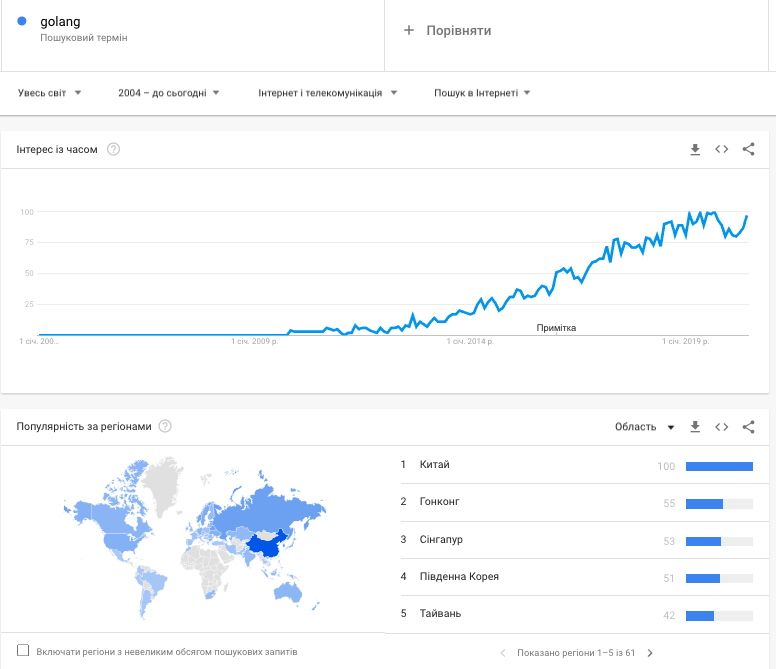 golang
Пошуковий термін
+ Порівняти
Увесь світ
2004 – до сьогодні
Інтернет і телекомунікація
Пошук в Інтернеті
Інтерес із часом
100
75
50
25
Примітка
1 січ. 200...
1 січ. 2009 р.
1 січ. 2014 р.
1 січ. 2019 р.
Популярність за регіонами
Область
1 Китай 100
2 Гонконг 55
3 Сінгапур 53
4 Південна Корея 51
5 Тайвань 42
Включати регіони з невеликим обсягом пошукових запитів
Показано регіони 1–5 із 61